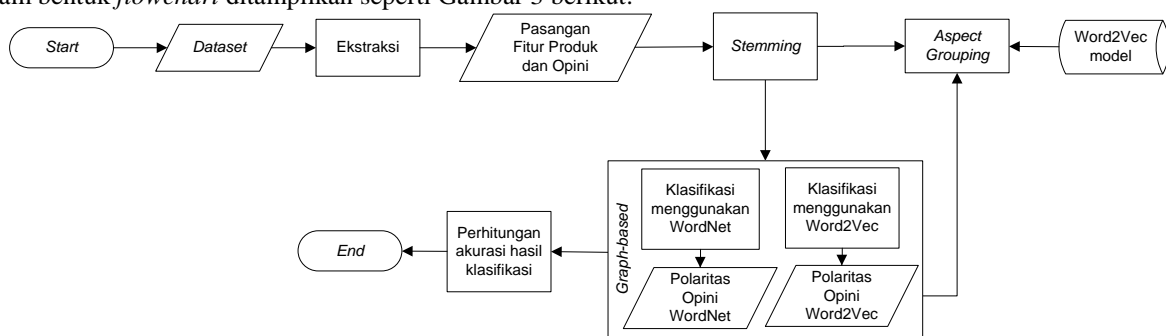 flowchart ditampilkan seperti Gambar 3 berikut.
Start
Dataset
Ekstraksi
Pasangan
Fitur Produk
dan Opini
Stemming
Aspect
Grouping
Word2Vec
model
Graph-based
Klasifikasi
menggunakan
WordNet
Klasifikasi
menggunakan
Word2Vec
Polaritas
Opini
WordNet
Polaritas
Opini
Word2Vec
Perhitungan
akurasi hasil
klasifikasi
End